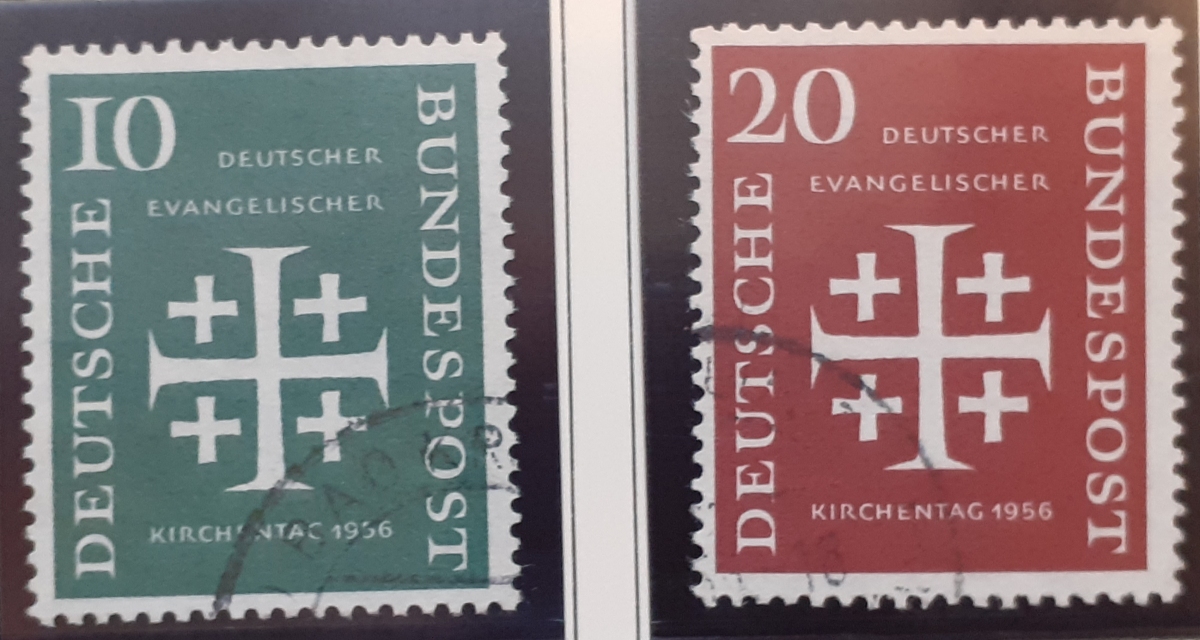 10
DEUTSCHER
EVANGELISCHER
KIRCHENTAG 1956
DEUTSCHE
BUNDESPOST
20
DEUTSCHER
EVANGELISCHER
KIRCHENTAG 1956
DEUTSCHE
BUNDESPOST